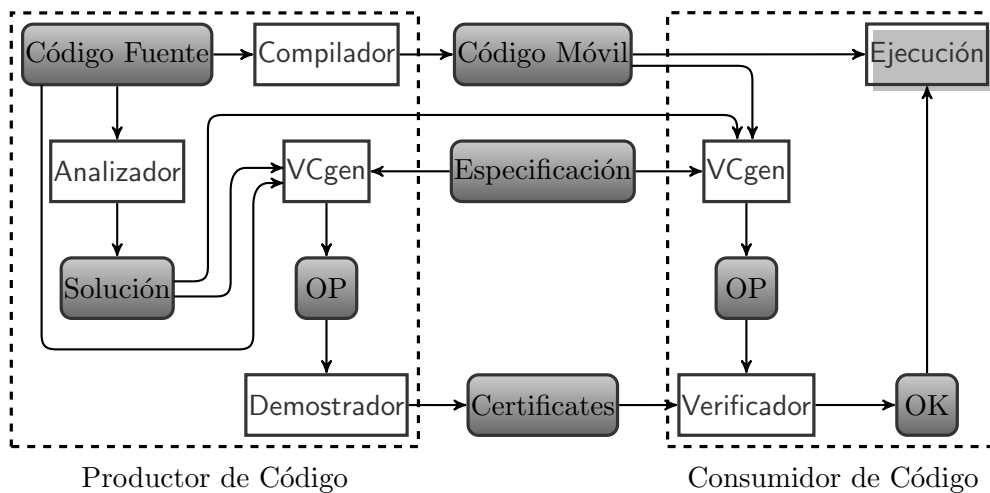 Código Fuente
Compilador
Código Móvil
Ejecución
Analizador
VCgen
Especificación
VCgen
Solución
OP
OP
Demostrador
Certificates
Verificador
OK
Productor de Código
Consumidor de Código